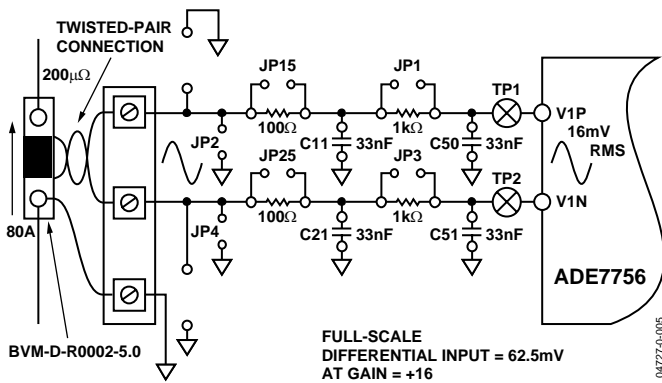 TWISTED-PAIR
CONNECTION
200μΩ
JP15
JP1
TP1
V1P
100Ω
C11
33nF
1kΩ
C50
33nF
16mV
RMS
JP2
JP25
JP3
TP2
V1N
100Ω
C21
33nF
1kΩ
C51
33nF
JP4
80A
ADE7756
BVM-D-R0002-5.0
FULL-SCALE
DIFFERENTIAL INPUT = 62.5mV
AT GAIN = +16
04727-0-005